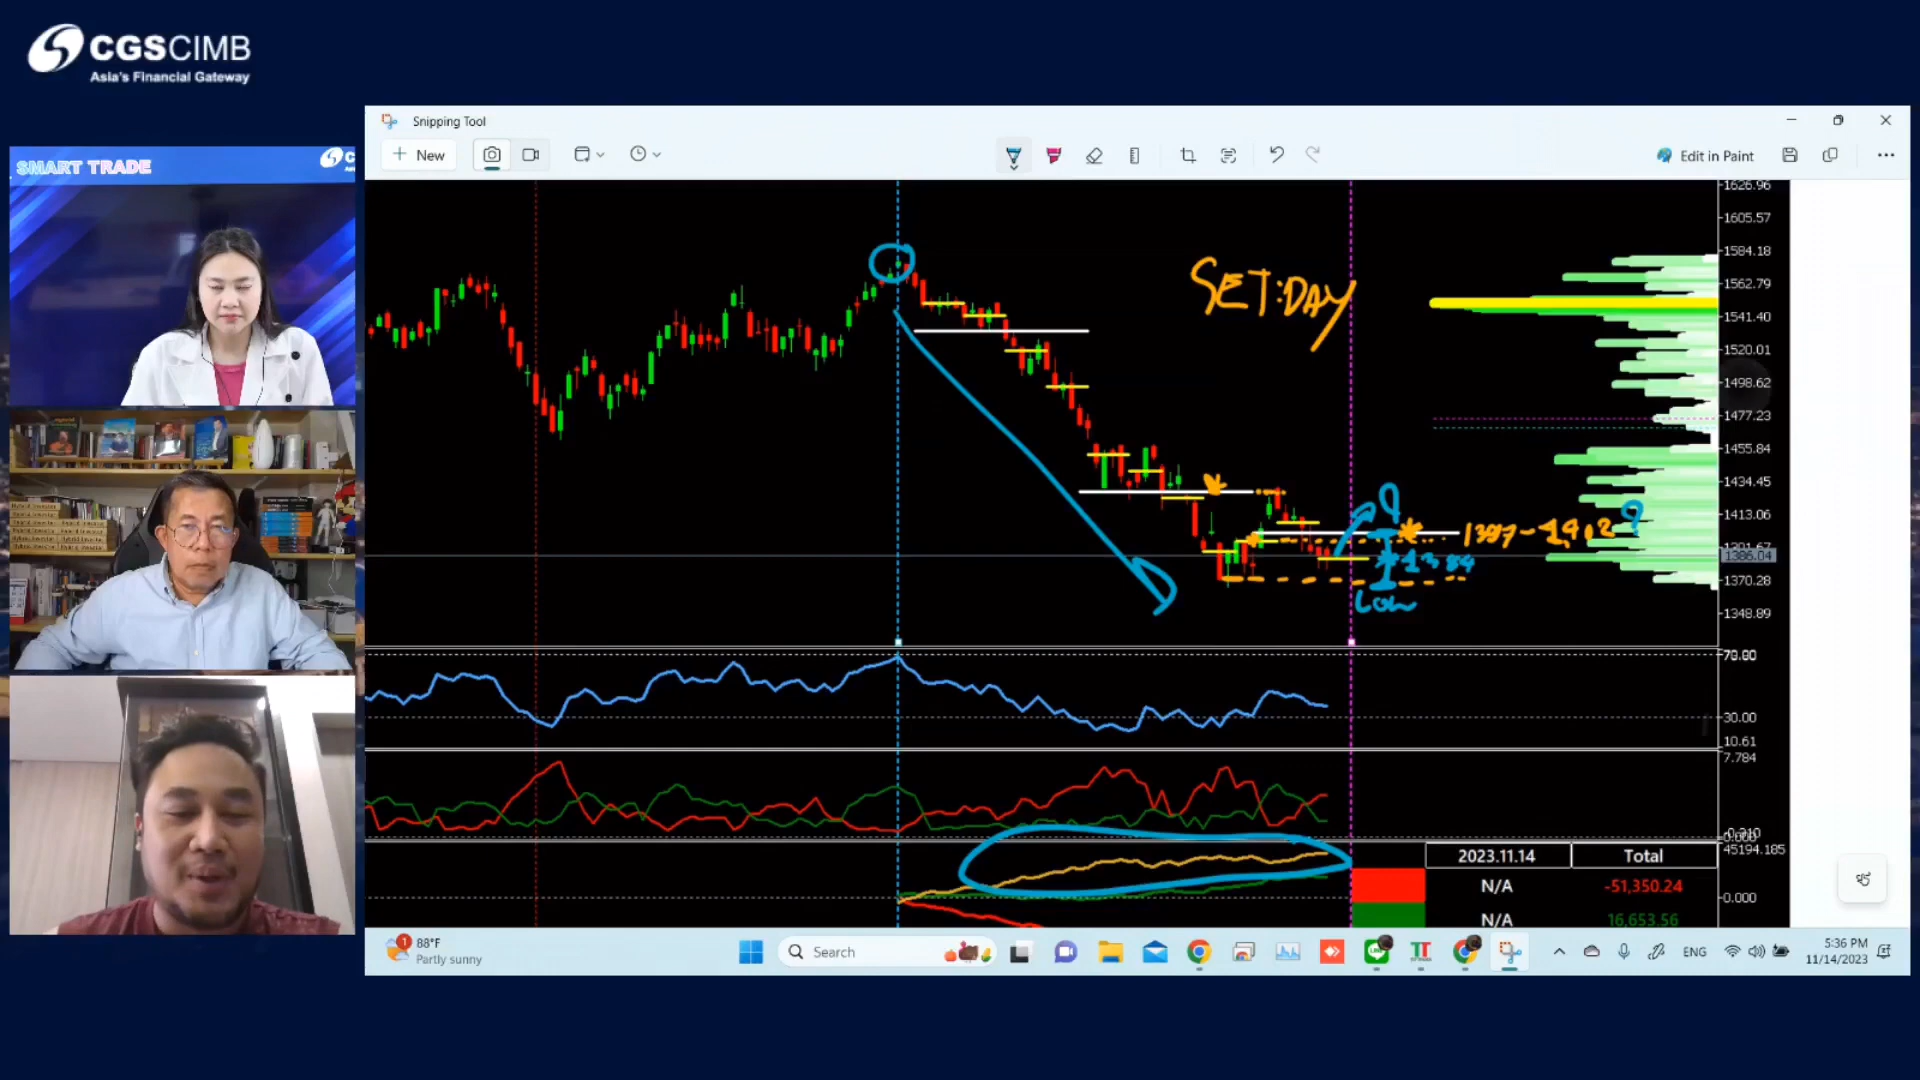 CGSCIMB
Asia's Financial Gateway
SMART TRADE
Snipping Tool
New
Edit in Paint
SET:DAY
1397-1402
1384
LOW
1626.96
1605.57
1584.18
1562.79
1541.40
1520.01
1498.62
1477.23
1455.84
1434.45
1413.06
1386.04
1370.28
1348.89
30.00
10.61
7.784
45194.185
0.000
2023.11.14 Total
N/A -51,350.24
N/A 16,653.56
88°F
Partly sunny
Search
ENG
5:36 PM
11/14/2023